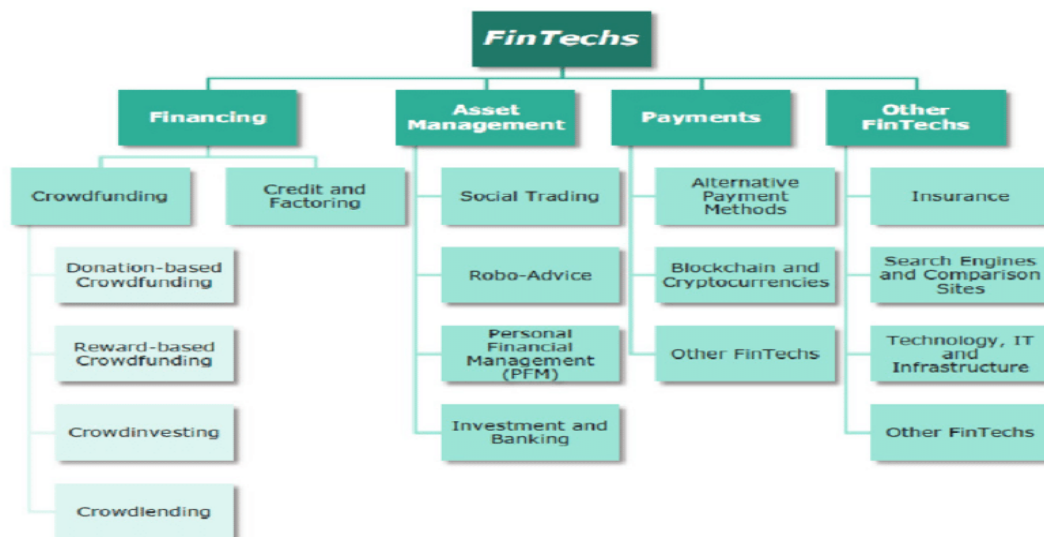 FinTechs
Financing
Asset
Management
Payments
Other
FinTechs
Crowdfunding
Credit and
Factoring
Social Trading
Alternative
Payment
Methods
Insurance
Donation-based
Crowdfunding
Robo-Advice
Blockchain and
Cryptocurrencies
Search Engines
and Comparison
Sites
Reward-based
Crowdfunding
Personal
Financial
Management
(PFM)
Other FinTechs
Technology, IT
and
Infrastructure
Crowdinvesting
Investment and
Banking
Other FinTechs
Crowdlending